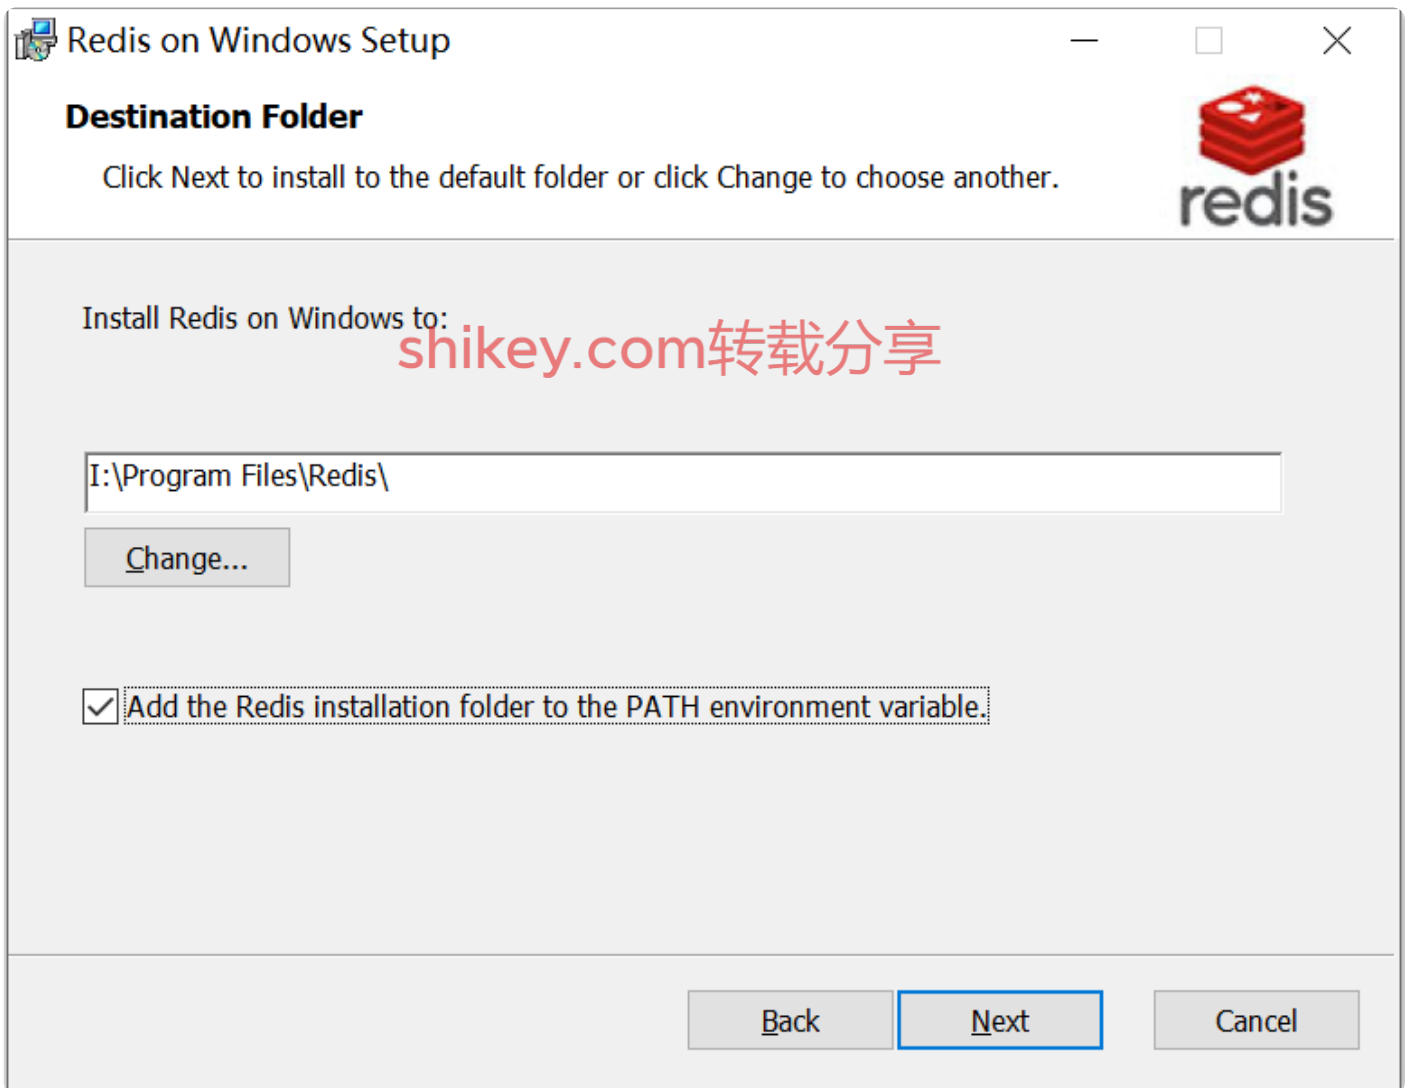 Redis on Windows Setup
Destination Folder
Click Next to install to the default folder or click Change to choose another.
redis
Install Redis on Windows to:
shikey.com转载分享
I:\Program Files\Redis\
Change...
Add the Redis installation folder to the PATH environment variable.
Back
Next
Cancel